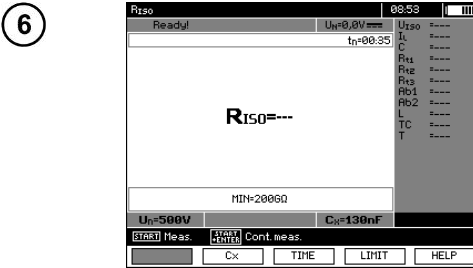 6
RISO 08:53
Ready! UN=0,0V
tn=00:35
RISO=---
MIN=200GΩ
UISO =---
IL =---
C =---
Rt1 =---
Rt2 =---
Rt3 =---
Ab1 =---
Ab2 =---
L =---
TC =---
T =---
Un=500V Cx=130nF
START Meas. START +ENTER Cont.meas.
Cx TIME LIMIT HELP